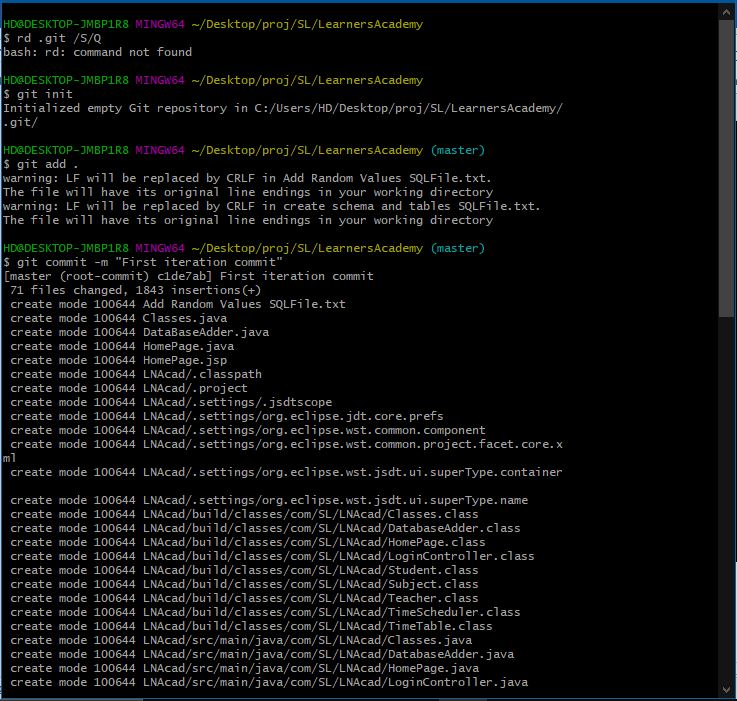 HD@DESKTOP-JMBP1R8 MINGW64 ~/Desktop/proj/SL/LearnersAcademy
$ rd .git /S/Q
bash: rd: command not found
HD@DESKTOP-JMBP1R8 MINGW64 ~/Desktop/proj/SL/LearnersAcademy
$ git init
Initialized empty Git repository in C:/Users/HD/Desktop/proj/SL/LearnersAcademy/
.git/
HD@DESKTOP-JMBP1R8 MINGW64 ~/Desktop/proj/SL/LearnersAcademy (master)
$ git add .
warning: LF will be replaced by CRLF in Add Random Values SQLFile.txt.
The file will have its original line endings in your working directory
warning: LF will be replaced by CRLF in create schema and tables SQLFile.txt.
The file will have its original line endings in your working directory
HD@DESKTOP-JMBP1R8 MINGW64 ~/Desktop/proj/SL/LearnersAcademy (master)
$ git commit -m "First iteration commit"
[master (root-commit) c1de7ab] First iteration commit
 71 files changed, 1843 insertions(+)
 create mode 100644 Add Random Values SQLFile.txt
 create mode 100644 Classes.java
 create mode 100644 DataBaseAdder.java
 create mode 100644 HomePage.java
 create mode 100644 HomePage.jsp
 create mode 100644 LNAcad/.classpath
 create mode 100644 LNAcad/.project
 create mode 100644 LNAcad/.settings/.jsdtscope
 create mode 100644 LNAcad/.settings/org.eclipse.jdt.core.prefs
 create mode 100644 LNAcad/.settings/org.eclipse.wst.common.component
 create mode 100644 LNAcad/.settings/org.eclipse.wst.common.project.facet.core.x
ml
 create mode 100644 LNAcad/.settings/org.eclipse.wst.jsdt.ui.superType.container
 create mode 100644 LNAcad/.settings/org.eclipse.wst.jsdt.ui.superType.name
 create mode 100644 LNAcad/build/classes/com/SL/LNAcad/Classes.class
 create mode 100644 LNAcad/build/classes/com/SL/LNAcad/DatabaseAdder.class
 create mode 100644 LNAcad/build/classes/com/SL/LNAcad/HomePage.class
 create mode 100644 LNAcad/build/classes/com/SL/LNAcad/LoginController.class
 create mode 100644 LNAcad/build/classes/com/SL/LNAcad/Student.class
 create mode 100644 LNAcad/build/classes/com/SL/LNAcad/Subject.class
 create mode 100644 LNAcad/build/classes/com/SL/LNAcad/Teacher.class
 create mode 100644 LNAcad/build/classes/com/SL/LNAcad/TimeScheduler.class
 create mode 100644 LNAcad/build/classes/com/SL/LNAcad/TimeTable.class
 create mode 100644 LNAcad/src/main/java/com/SL/LNAcad/Classes.java
 create mode 100644 LNAcad/src/main/java/com/SL/LNAcad/DatabaseAdder.java
 create mode 100644 LNAcad/src/main/java/com/SL/LNAcad/HomePage.java
 create mode 100644 LNAcad/src/main/java/com/SL/LNAcad/LoginController.java